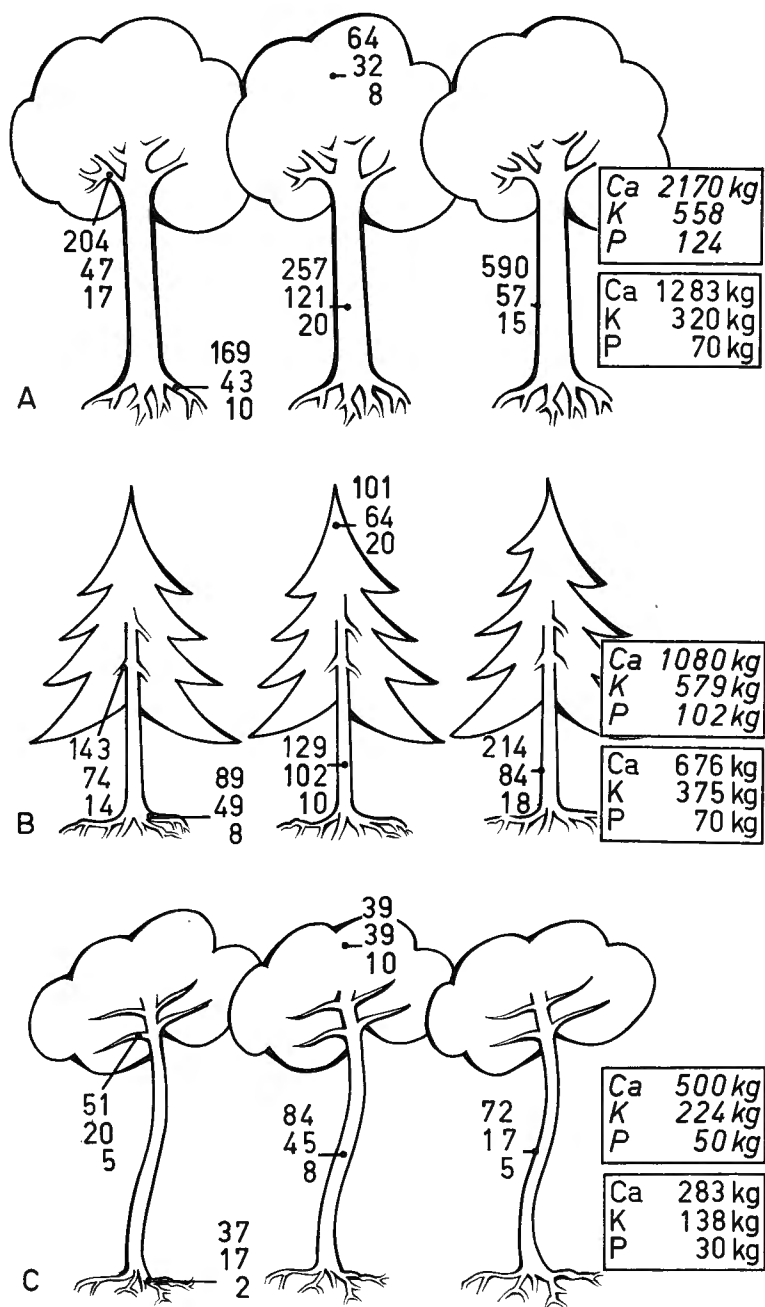 64
32
8
204
47
17
257
121
20
590
57
15
169
43
10
Ca 2170 kg
K 558
P 124
Ca 1283 kg
K 320 kg
P 70 kg
A
101
64
20
143
74
14
89
49
8
129
102
10
214
84
18
Ca 1080 kg
K 579 kg
P 102 kg
Ca 676 kg
K 375 kg
P 70 kg
B
39
39
10
51
20
5
84
45
8
72
17
5
37
17
2
Ca 500 kg
K 224 kg
P 50 kg
Ca 283 kg
K 138 kg
P 30 kg
C